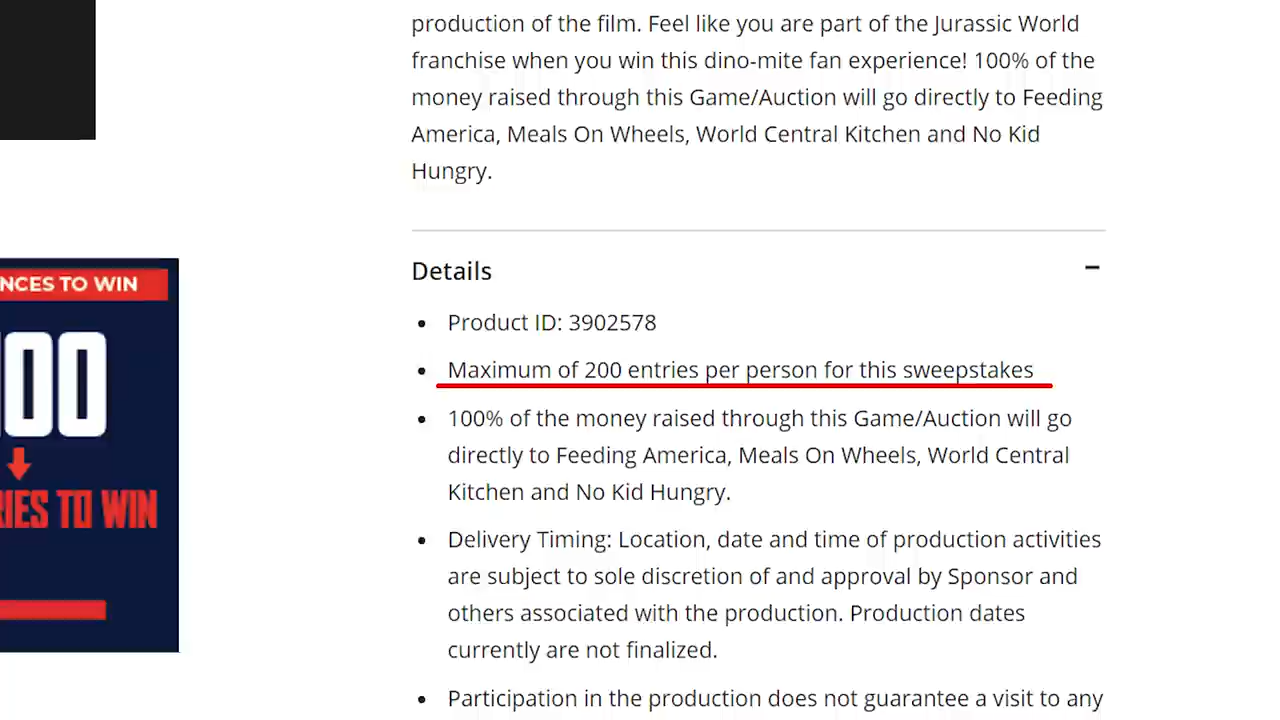 production of the film. Feel like you are part of the Jurassic World
franchise when you win this dino-mite fan experience! 100% of the
money raised through this Game/Auction will go directly to Feeding
America, Meals On Wheels, World Central Kitchen and No Kid
Hungry.
Details
Product ID: 3902578
Maximum of 200 entries per person for this sweepstakes
100% of the money raised through this Game/Auction will go
directly to Feeding America, Meals On Wheels, World Central
Kitchen and No Kid Hungry.
Delivery Timing: Location, date and time of production activities
are subject to sole discretion of and approval by Sponsor and
others associated with the production. Production dates
currently are not finalized.
Participation in the production does not guarantee a visit to any
NCES TO WIN
00
RIES TO WIN